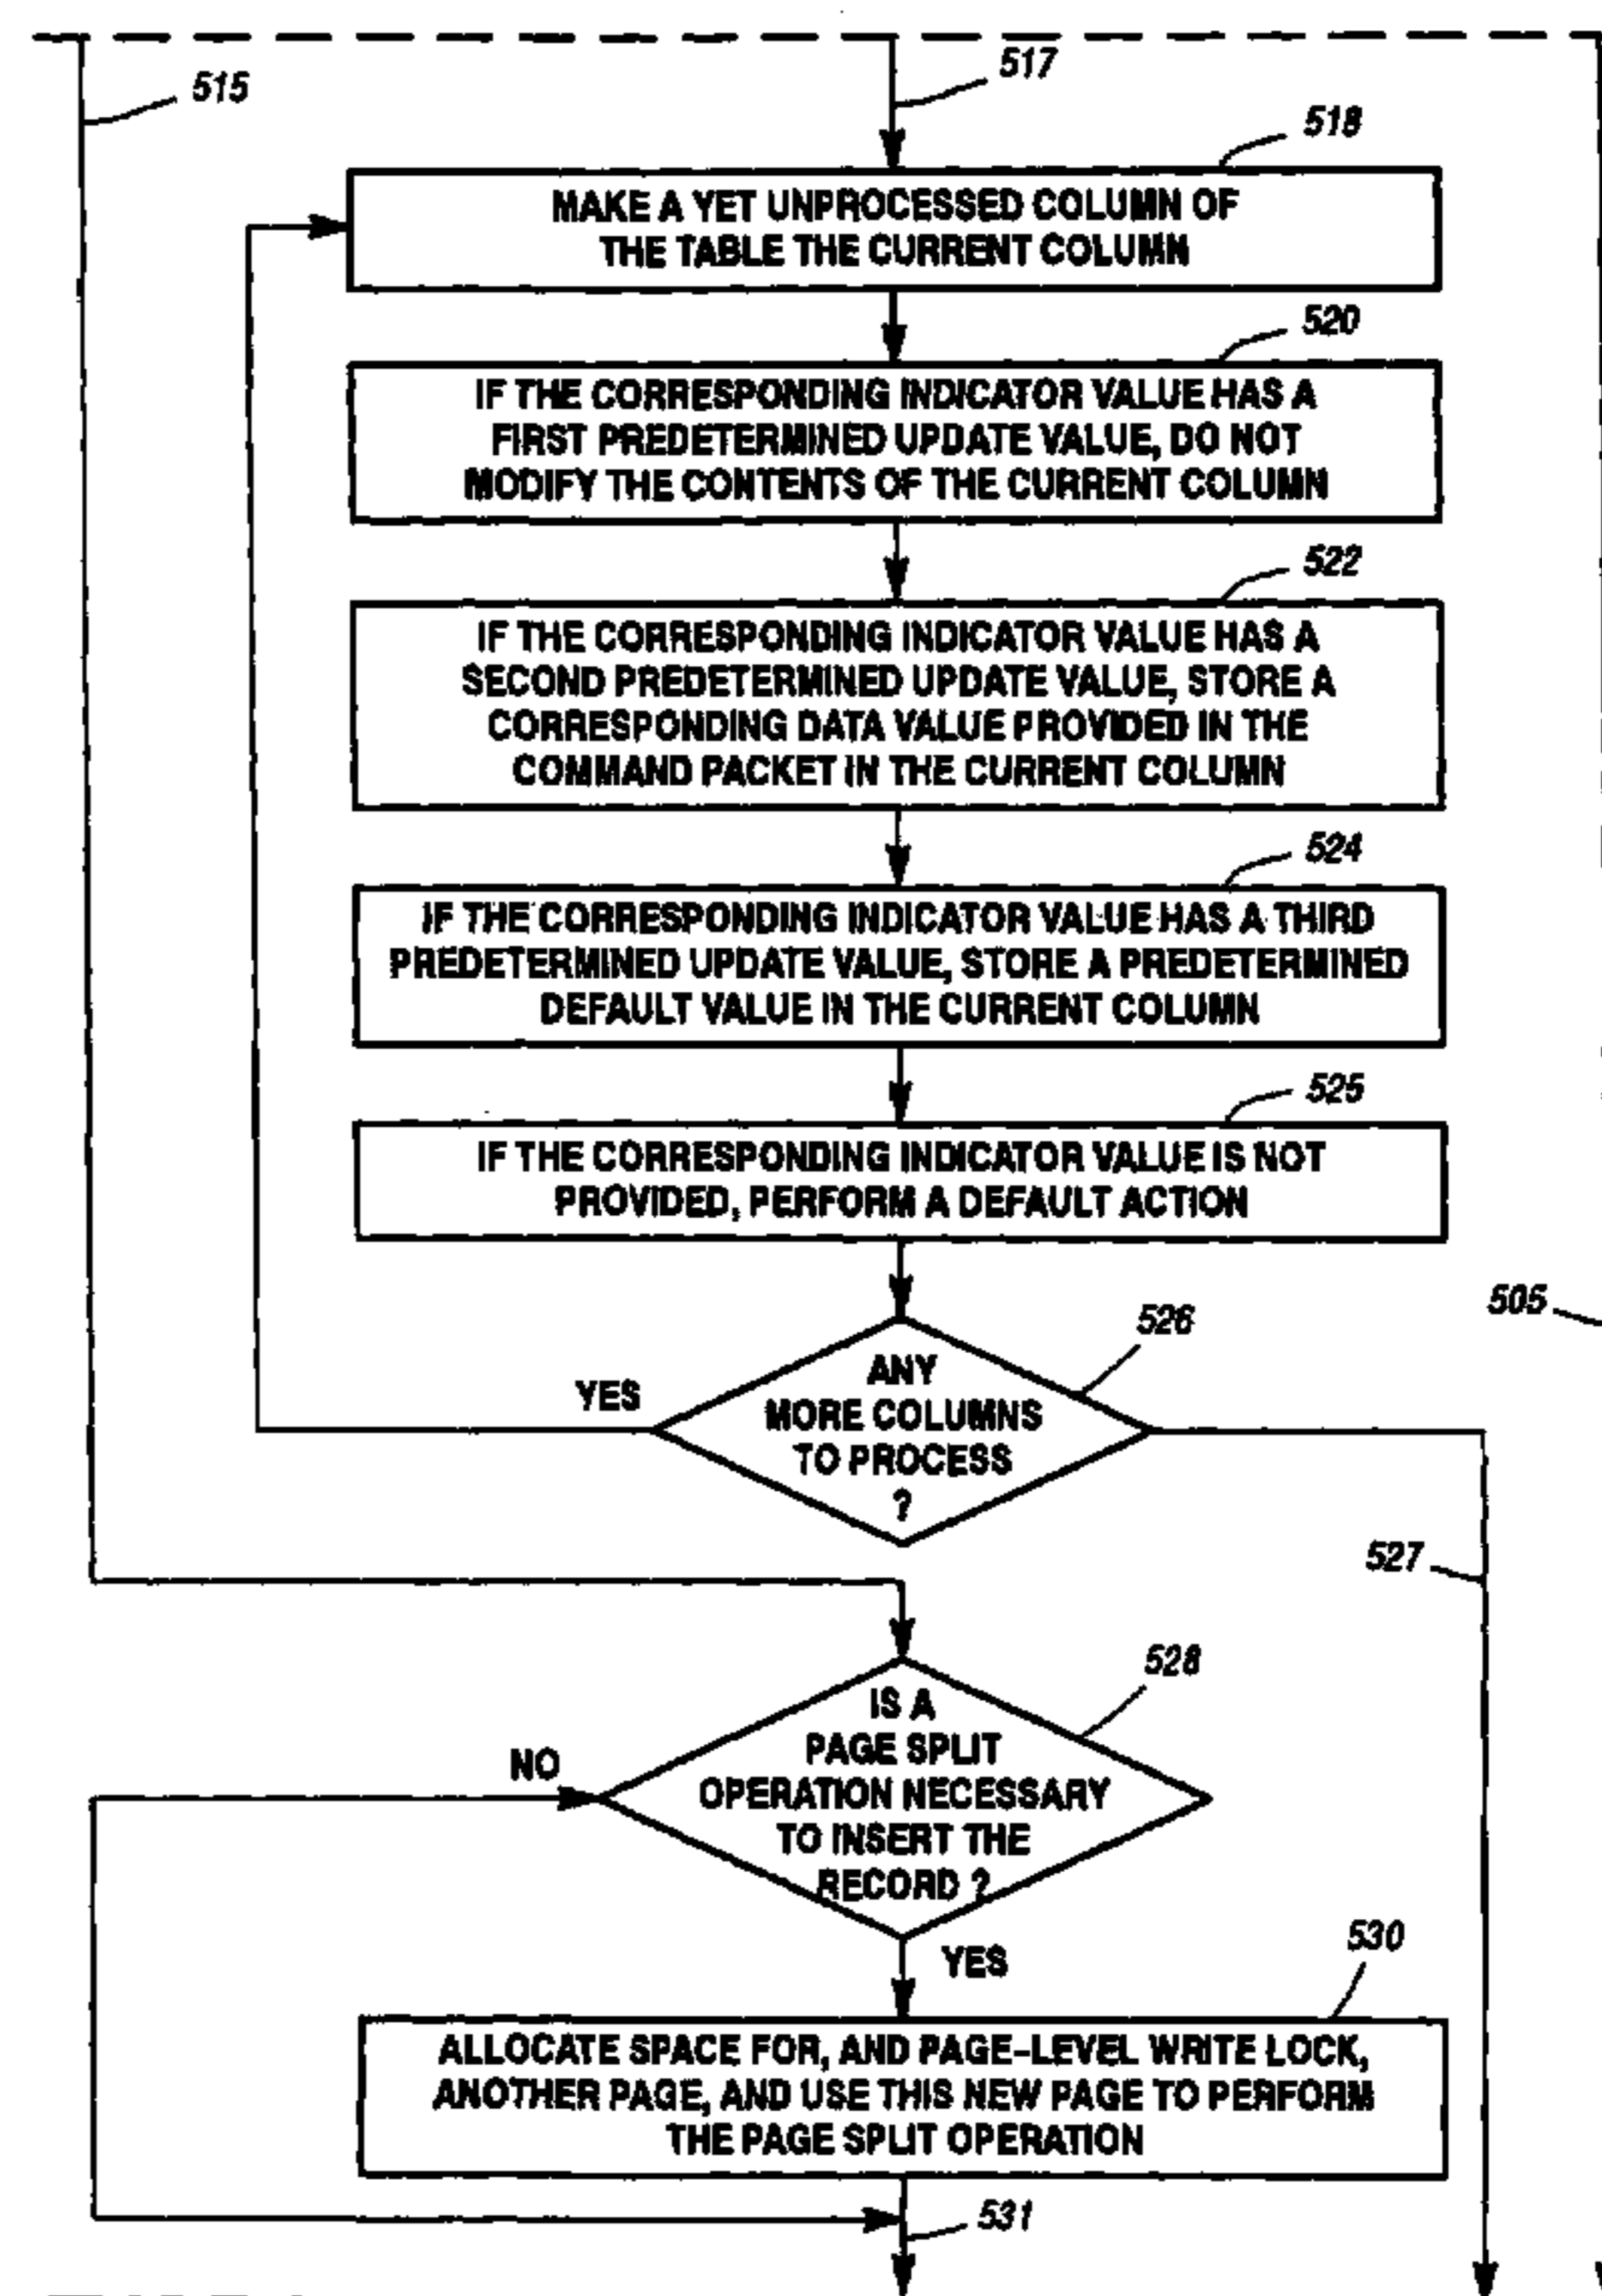 515
517
518
MAKE A YET UNPROCESSED COLUMN OF
THE TABLE THE CURRENT COLUMN
520
IF THE CORRESPONDING INDICATOR VALUE HAS A
FIRST PREDETERMINED UPDATE VALUE, DO NOT
MODIFY THE CONTENTS OF THE CURRENT COLUMN
522
IF THE CORRESPONDING INDICATOR VALUE HAS A
SECOND PREDETERMINED UPDATE VALUE, STORE A
CORRESPONDING DATA VALUE PROVIDED IN THE
COMMAND PACKET IN THE CURRENT COLUMN
524
IF THE CORRESPONDING INDICATOR VALUE HAS A THIRD
PREDETERMINED UPDATE VALUE, STORE A PREDETERMINED
DEFAULT VALUE IN THE CURRENT COLUMN
525
IF THE CORRESPONDING INDICATOR VALUE IS NOT
PROVIDED, PERFORM A DEFAULT ACTION
505
526
YES
ANY
MORE COLUMNS
TO PROCESS
?
527
528
NO
IS A
PAGE SPLIT
OPERATION NECESSARY
TO INSERT THE
RECORD ?
YES
530
ALLOCATE SPACE FOR, AND PAGE-LEVEL WRITE LOCK,
ANOTHER PAGE, AND USE THIS NEW PAGE TO PERFORM
THE PAGE SPLIT OPERATION
531